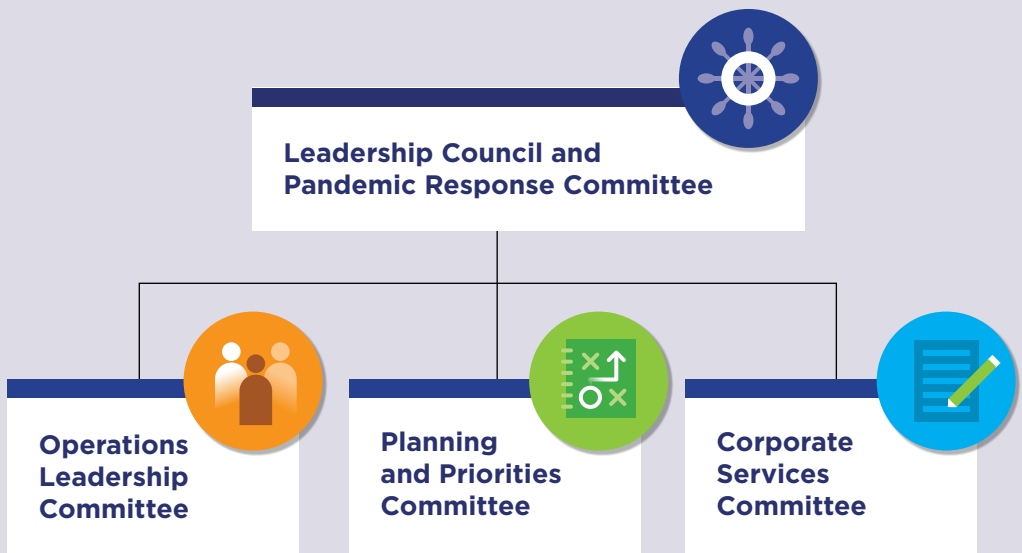 Leadership Council and
Pandemic Response Committee
Operations
Leadership
Committee
Planning
and Priorities
Committee
Corporate
Services
Committee